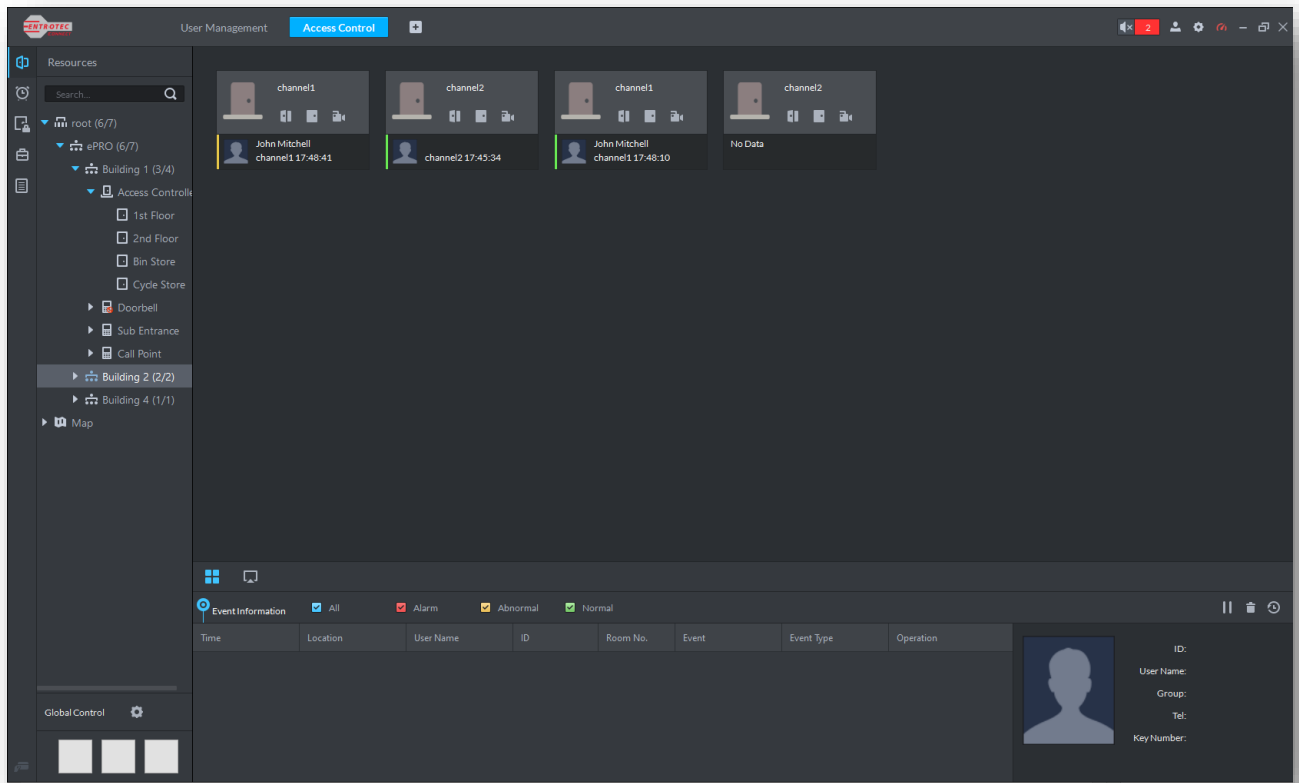 ENTROTEC
User Management
Access Control
2
Resources
Search...
root (6/7)
ePRO (6/7)
Building 1 (3/4)
Access Controlle
1st Floor
2nd Floor
Bin Store
Cycle Store
Doorbell
Sub Entrance
Call Point
Building 2 (2/2)
Building 4 (1/1)
Map
Global Control
channel1
John Mitchell
channel1 17:48:41
channel2
channel2 17:45:34
channel1
John Mitchell
channel1 17:48:10
channel2
No Data
Event Information
All
Alarm
Abnormal
Normal
Time
Location
User Name
ID
Room No.
Event
Event Type
Operation
ID:
User Name:
Group:
Tel:
Key Number: